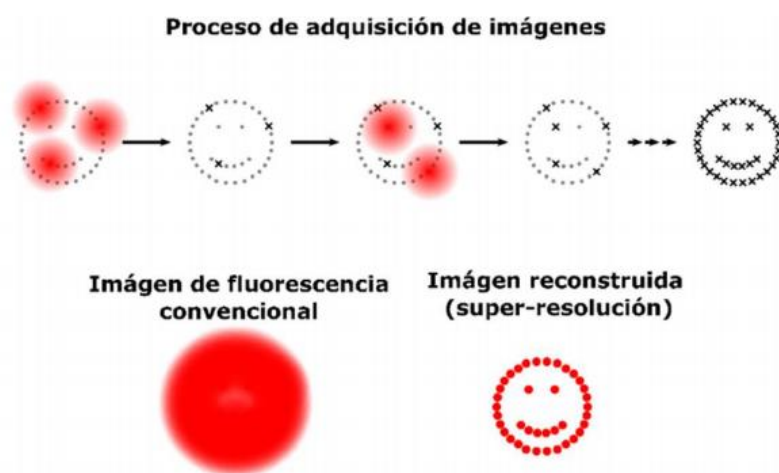 Proceso de adquisición de imágenes
Imágen de fluorescencia
convencional
Imágen reconstruida
(super-resolución)